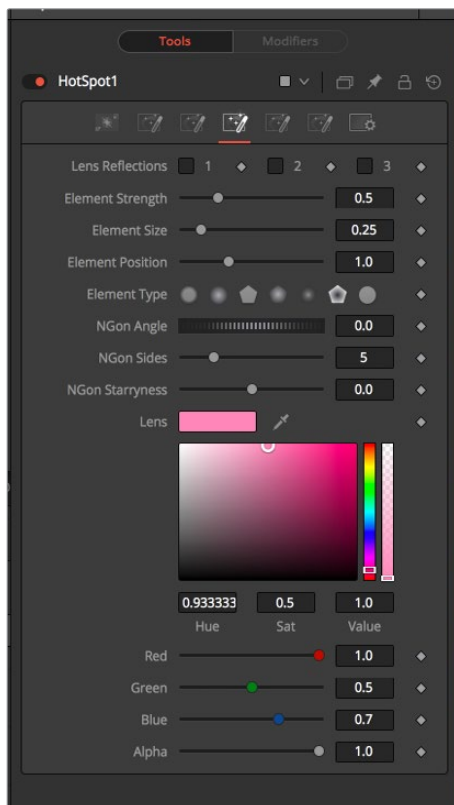 Tools Modifiers
HotSpot1
Lens Reflections 1 2 3
Element Strength 0.5
Element Size 0.25
Element Position 1.0
Element Type
NGon Angle 0.0
NGon Sides 5
NGon Starryness 0.0
Lens
0.933333 0.5 1.0
Hue Sat Value
Red 1.0
Green 0.5
Blue 0.7
Alpha 1.0